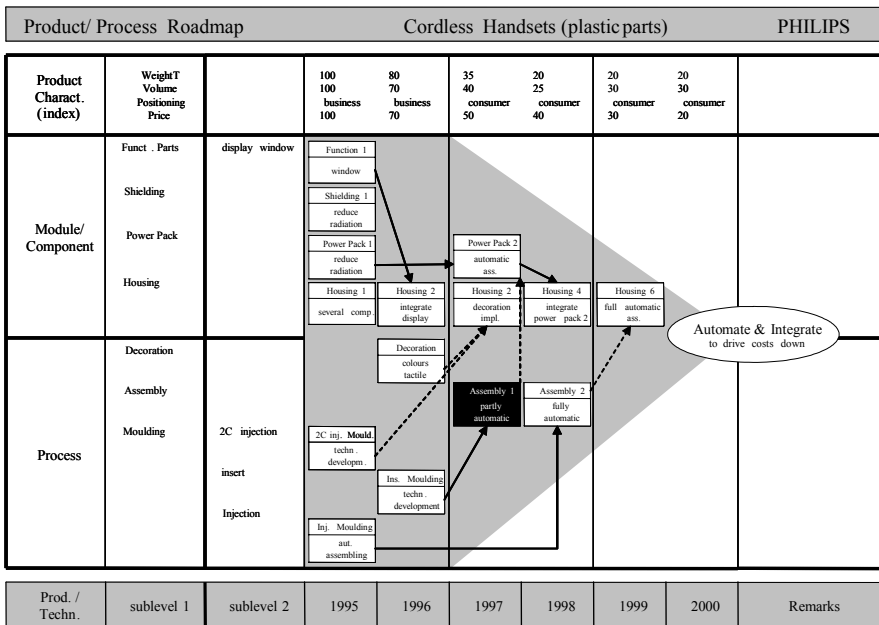 Product/ Process Roadmap Cordless Handsets (plastic parts) PHILIPS
Product
Charact.
(index)
WeightT
Volume
Positioning
Price
100 80 35 20 20 20
100 70 40 25 30 30
business business consumer consumer consumer consumer
100 70 50 40 30 20
Module/
Component
Funct . Parts
Shielding
Power Pack
Housing
display window
Function 1
window
Shielding 1
reduce
radiation
Power Pack 1
reduce
radiation
Power Pack 2
automatic
ass.
Housing 1
several comp.
Housing 2
integrate
display
Housing 2
decoration
impl.
Housing 4
integrate
power pack 2
Housing 6
full automatic
ass.
Automate & Integrate
to drive costs down
Process
Decoration
Assembly
Moulding
2C injection
insert
Injection
Decoration
colours
tactile
Assembly 1
partly
automatic
Assembly 2
fully
automatic
2C inj. Mould.
techn .
developm.
Ins. Moulding
techn .
development
Inj. Moulding
aut.
assembling
Prod. /
Techn.
sublevel 1 sublevel 2 1995 1996 1997 1998 1999 2000 Remarks